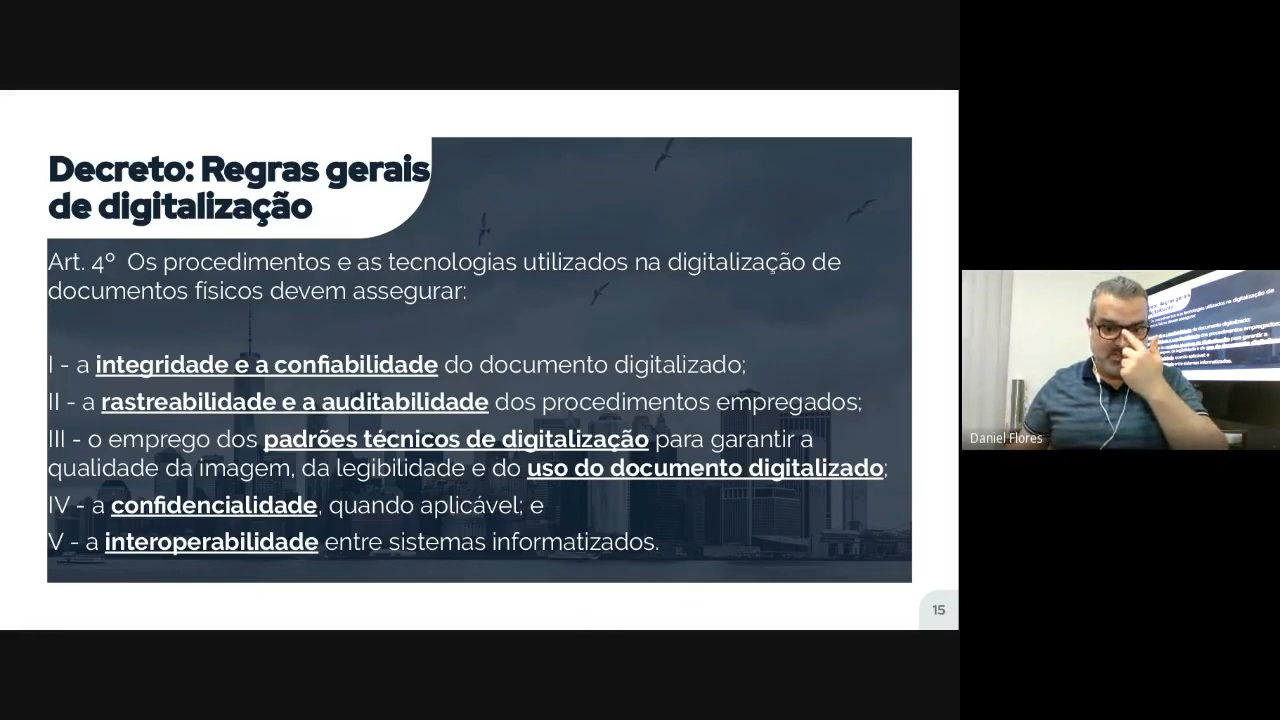 Decreto: Regras gerais
de digitalização
Art. 4º  Os procedimentos e as tecnologias utilizados na digitalização de
documentos físicos devem assegurar:
I - a integridade e a confiabilidade do documento digitalizado;
II - a rastreabilidade e a auditabilidade dos procedimentos empregados;
III - o emprego dos padrões técnicos de digitalização para garantir a
qualidade da imagem, da legibilidade e do uso do documento digitalizado;
IV - a confidencialidade, quando aplicável; e
V - a interoperabilidade entre sistemas informatizados.
15
Daniel Flores